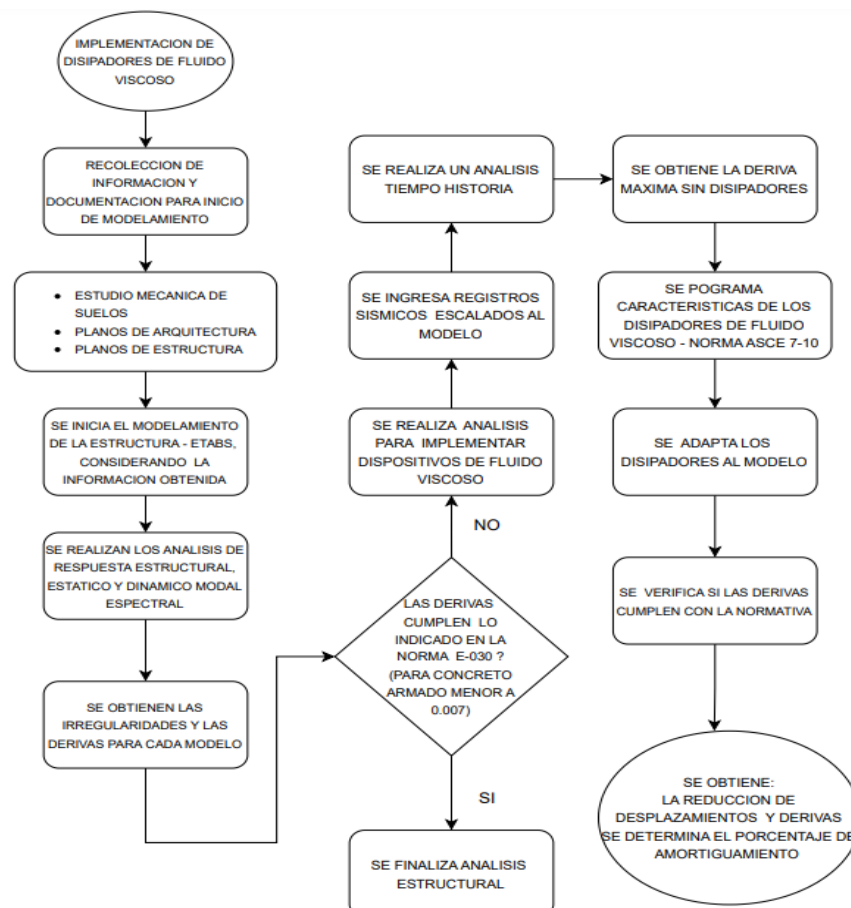 IMPLEMENTACION DE
DISIPADORES DE FLUIDO
VISCOSO
RECOLECCION DE
INFORMACION Y
DOCUMENTACION PARA INICIO
DE MODELAMIENTO
• ESTUDIO MECANICA DE
SUELOS
• PLANOS DE ARQUITECTURA
• PLANOS DE ESTRUCTURA
SE INICIA EL MODELAMIENTO
DE LA ESTRUCTURA - ETABS,
CONSIDERANDO LA
INFORMACION OBTENIDA
SE REALIZAN LOS ANALISIS DE
RESPUESTA ESTRUCTURAL,
ESTATICO Y DINAMICO MODAL
ESPECTRAL
SE OBTIENEN LAS
IRREGULARIDADES Y LAS
DERIVAS PARA CADA MODELO
LAS DERIVAS
CUMPLEN LO
INDICADO EN LA
NORMA E-030 ?
(PARA CONCRETO
ARMADO MENOR A
0.007)
SI
SE FINALIZA ANALISIS
ESTRUCTURAL
NO
SE REALIZA ANALISIS
PARA IMPLEMENTAR
DISPOSITIVOS DE FLUIDO
VISCOSO
SE INGRESA REGISTROS
SISMICOS ESCALADOS AL
MODELO
SE REALIZA UN ANALISIS
TIEMPO HISTORIA
SE OBTIENE LA DERIVA
MAXIMA SIN DISIPADORES
SE POGRAMA
CARACTERISTICAS DE LOS
DISIPADORES DE FLUIDO
VISCOSO - NORMA ASCE 7-10
SE ADAPTA LOS
DISIPADORES AL MODELO
SE VERIFICA SI LAS DERIVAS
CUMPLEN CON LA NORMATIVA
SE OBTIENE:
LA REDUCCION DE
DESPLAZAMIENTOS Y DERIVAS
SE DETERMINA EL PORCENTAJE DE
AMORTIGUAMIENTO